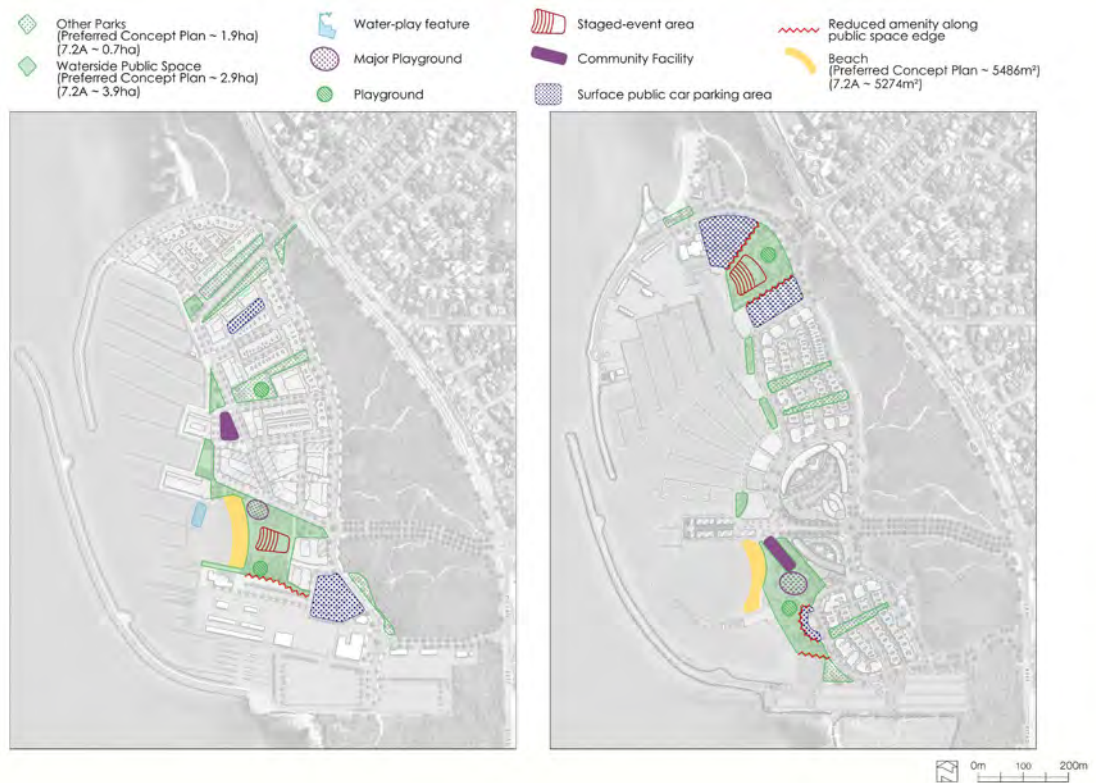 Other Parks
(Preferred Concept Plan ~ 1.9ha)
(7.2A ~ 0.7ha)
Waterside Public Space
(Preferred Concept Plan ~ 2.9ha)
(7.2A ~ 3.9ha)
Water-play feature
Major Playground
Playground
Staged-event area
Community Facility
Surface public car parking area
Reduced amenity along
public space edge
Beach
(Preferred Concept Plan ~ 5486m²)
(7.2A ~ 5274m²)
0m 100 200m